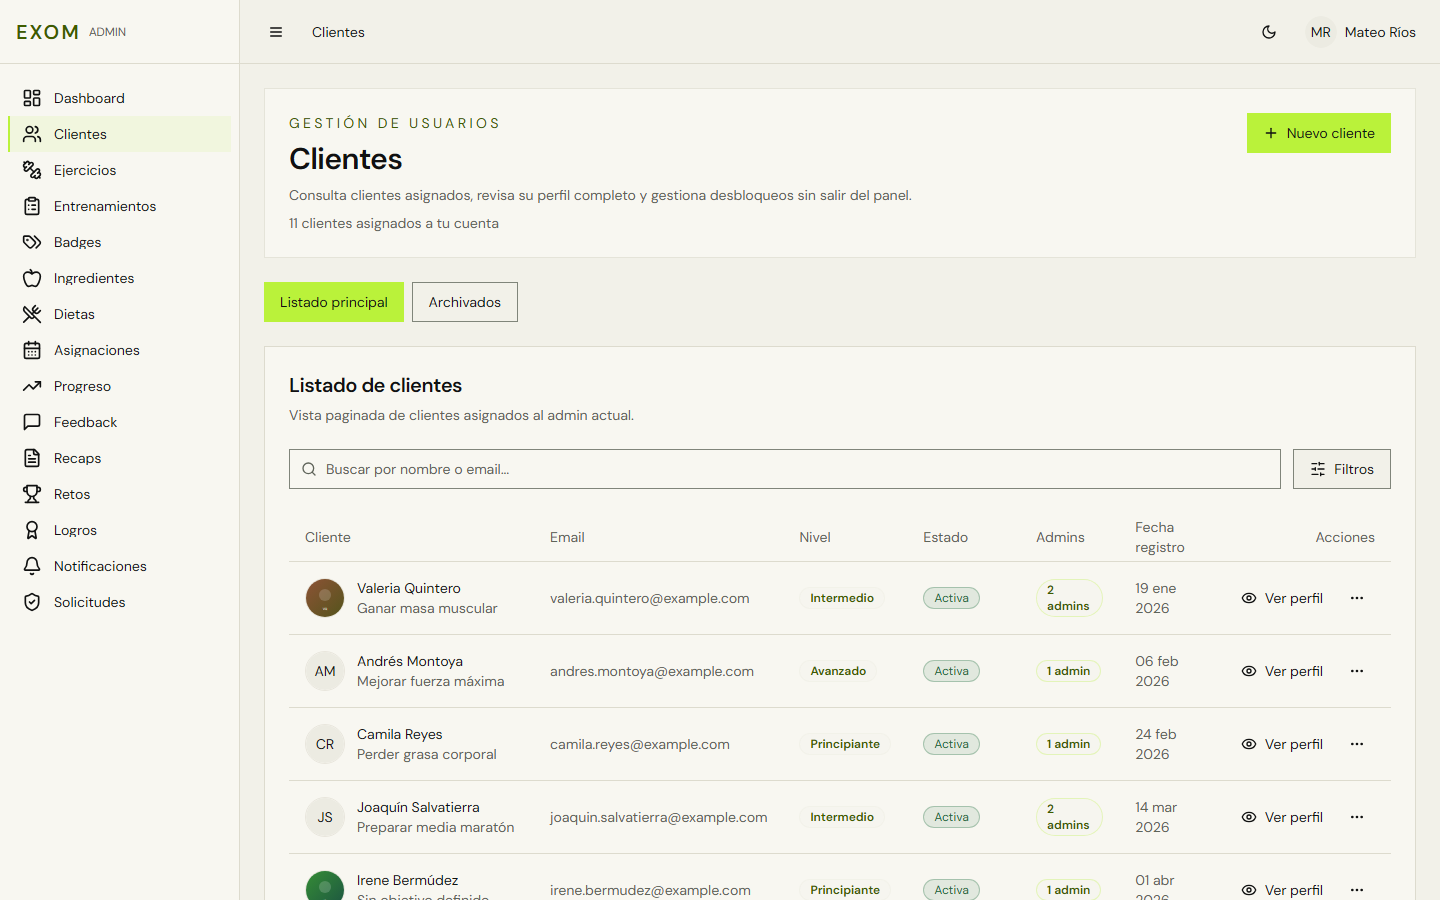 EXOM ADMIN
Clientes
MR Mateo Ríos
Dashboard
Clientes
Ejercicios
Entrenamientos
Badges
Ingredientes
Dietas
Asignaciones
Progreso
Feedback
Recaps
Retos
Logros
Notificaciones
Solicitudes
GESTIÓN DE USUARIOS
Clientes
Consulta clientes asignados, revisa su perfil completo y gestiona desbloqueos sin salir del panel.
11 clientes asignados a tu cuenta
Nuevo cliente
Listado principal
Archivados
Listado de clientes
Vista paginada de clientes asignados al admin actual.
Buscar por nombre o email...
Filtros
Cliente Email Nivel Estado Admins Fecha registro Acciones
Valeria Quintero
Ganar masa muscular
valeria.quintero@example.com Intermedio Activa 2 admins 19 ene 2026 Ver perfil
AM Andrés Montoya
Mejorar fuerza máxima
andres.montoya@example.com Avanzado Activa 1 admin 06 feb 2026 Ver perfil
CR Camila Reyes
Perder grasa corporal
camila.reyes@example.com Principiante Activa 1 admin 24 feb 2026 Ver perfil
JS Joaquín Salvatierra
Preparar media maratón
joaquin.salvatierra@example.com Intermedio Activa 2 admins 14 mar 2026 Ver perfil
Irene Bermúdez
Sin objetivo definido
irene.bermudez@example.com Principiante Activa 1 admin 01 abr 2026 Ver perfil